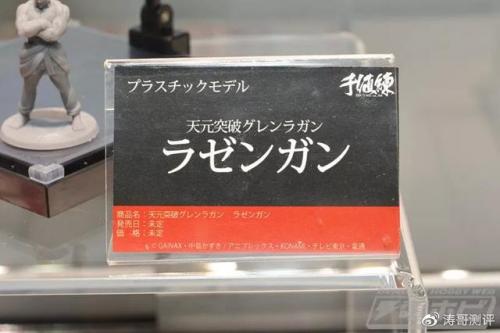 プラスチックモデル
千値練
天元突破グレンラガン
ラゼンガン
商品名：天元突破グレンラガン　ラゼンガン
発売日：未定
価　格：未定
© GAINAX・中島かずき / アニプレックス・KONAMI・テレビ東京・電通
HOBBY WEB
@涛哥测评